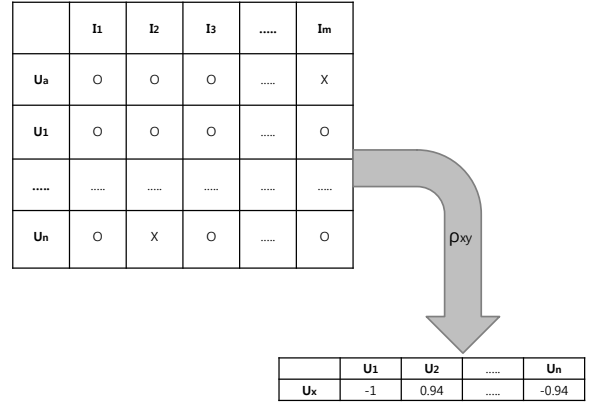 I1 I2 I3 ..... Im
Ua O O O ..... X
U1 O O O ..... O
..... ..... ..... ..... ..... .....
Un O X O ..... O
ρxy
U1 U2 ..... Un
Ux -1 0.94 ..... -0.94